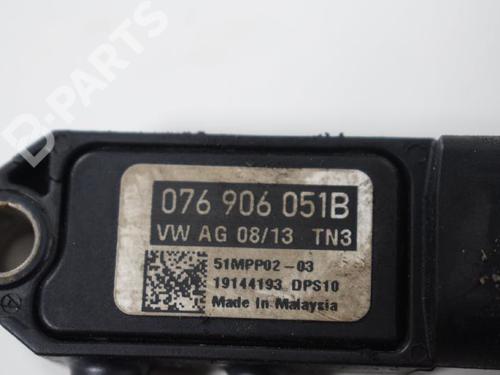 B-PARTS
076 906 051B
VW AG 08/13 TN3
51MPP02-03
19144193 DPS10
Made in Malaysia